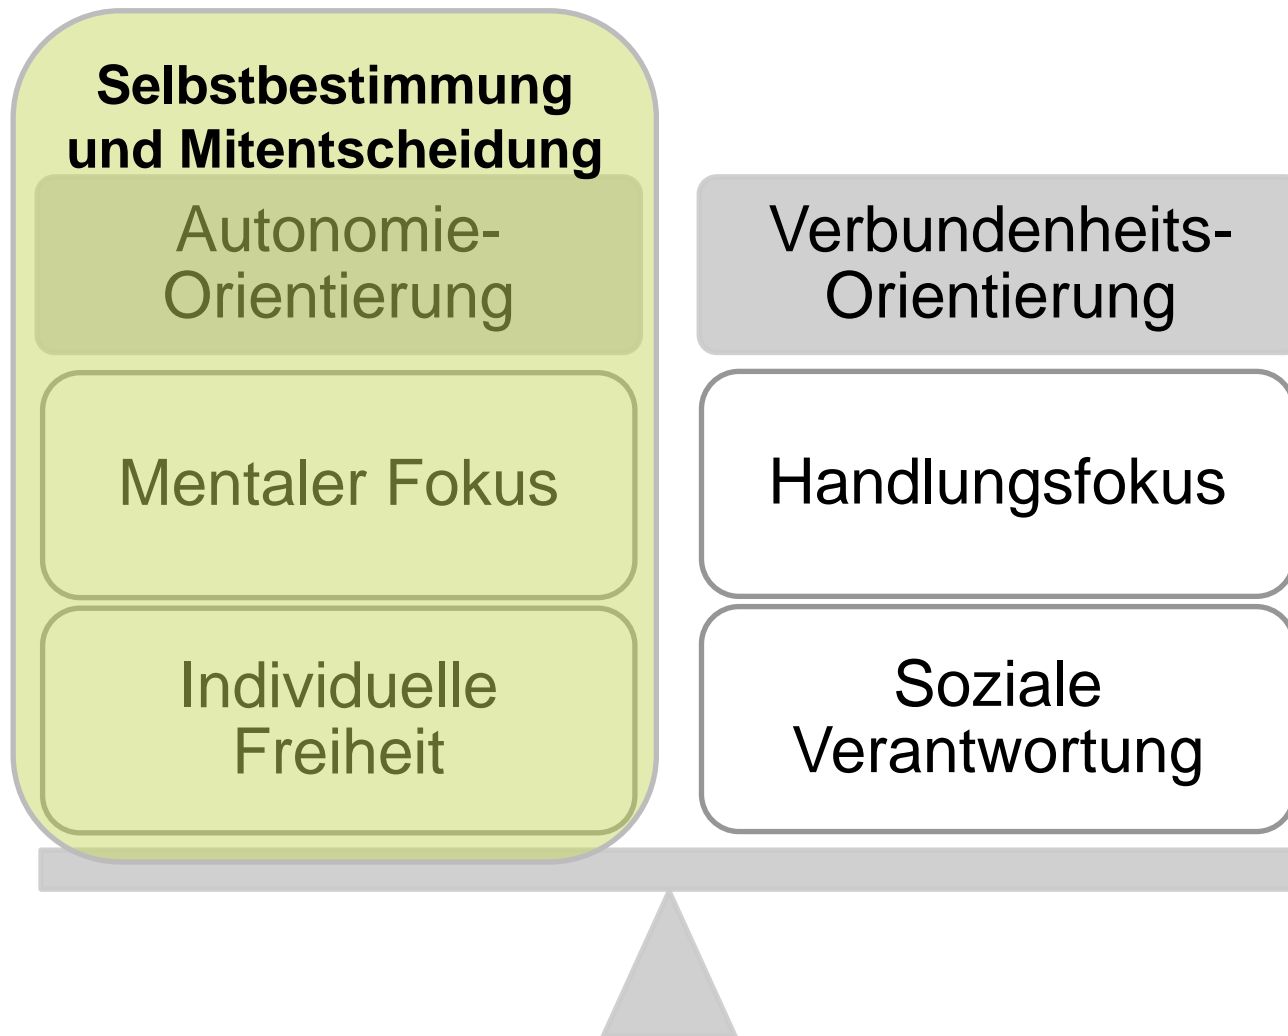 Selbstbestimmung
und Mitentscheidung
Autonomie-
Orientierung
Mentaler Fokus
Individuelle
Freiheit
Verbundenheits-
Orientierung
Handlungsfokus
Soziale
Verantwortung